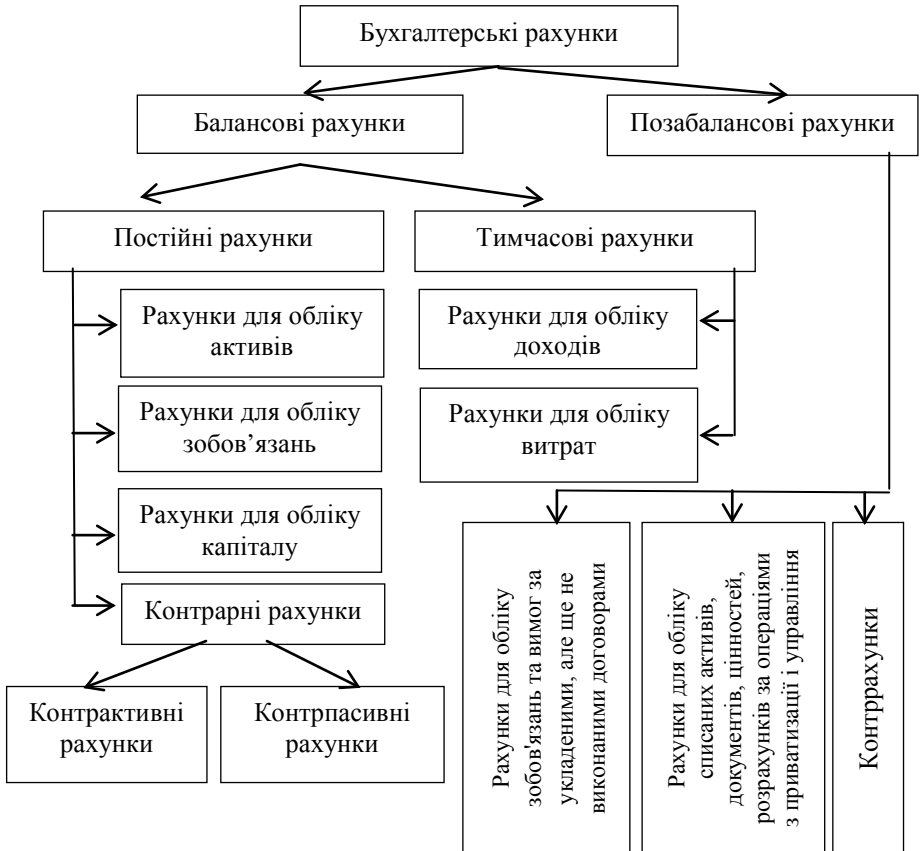 Бухгалтерські рахунки
Балансові рахунки
Позабалансові рахунки
Постійні рахунки
Тимчасові рахунки
Рахунки для обліку
активів
Рахунки для обліку
доходів
Рахунки для обліку
зобов’язань
Рахунки для обліку
витрат
Рахунки для обліку
капіталу
Контрарні рахунки
Контрактивні
рахунки
Контрпасивні
рахунки
Рахунки для обліку
зобов'язань та вимог за
укладеними, але ще не
виконаними договорами
Рахунки для обліку
списаних активів,
документів, цінностей,
розрахунків за операціями
з приватизації і управління
Контррахунки